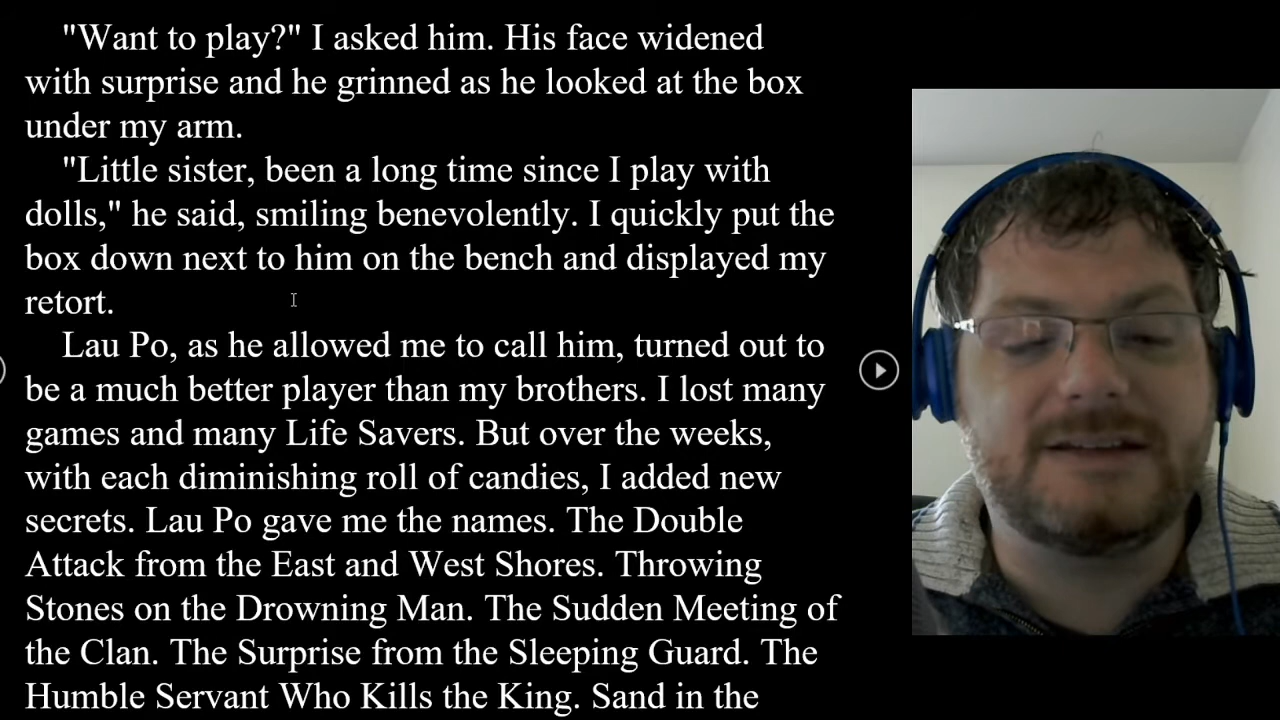 "Want to play?" I asked him. His face widened
with surprise and he grinned as he looked at the box
under my arm.
"Little sister, been a long time since I play with
dolls," he said, smiling benevolently. I quickly put the
box down next to him on the bench and displayed my
retort.
Lau Po, as he allowed me to call him, turned out to
be a much better player than my brothers. I lost many
games and many Life Savers. But over the weeks,
with each diminishing roll of candies, I added new
secrets. Lau Po gave me the names. The Double
Attack from the East and West Shores. Throwing
Stones on the Drowning Man. The Sudden Meeting of
the Clan. The Surprise from the Sleeping Guard. The
Humble Servant Who Kills the King. Sand in the